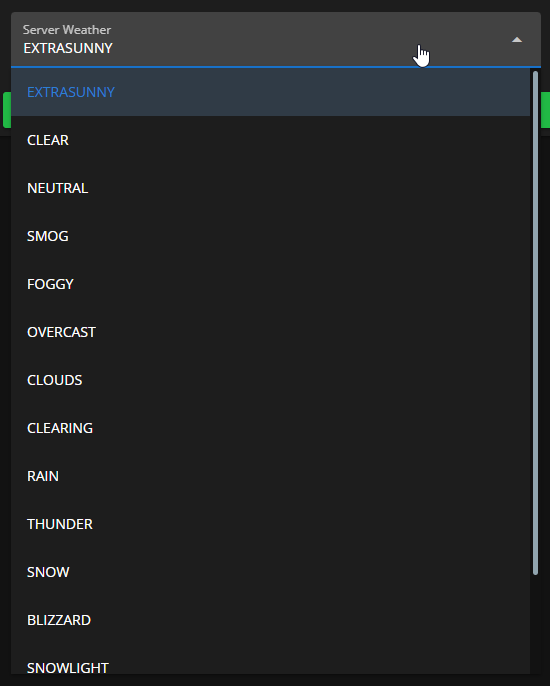 Server Weather
EXTRASUNNY
EXTRASUNNY
CLEAR
NEUTRAL
SMOG
FOGGY
OVERCAST
CLOUDS
CLEARING
RAIN
THUNDER
SNOW
BLIZZARD
SNOWLIGHT